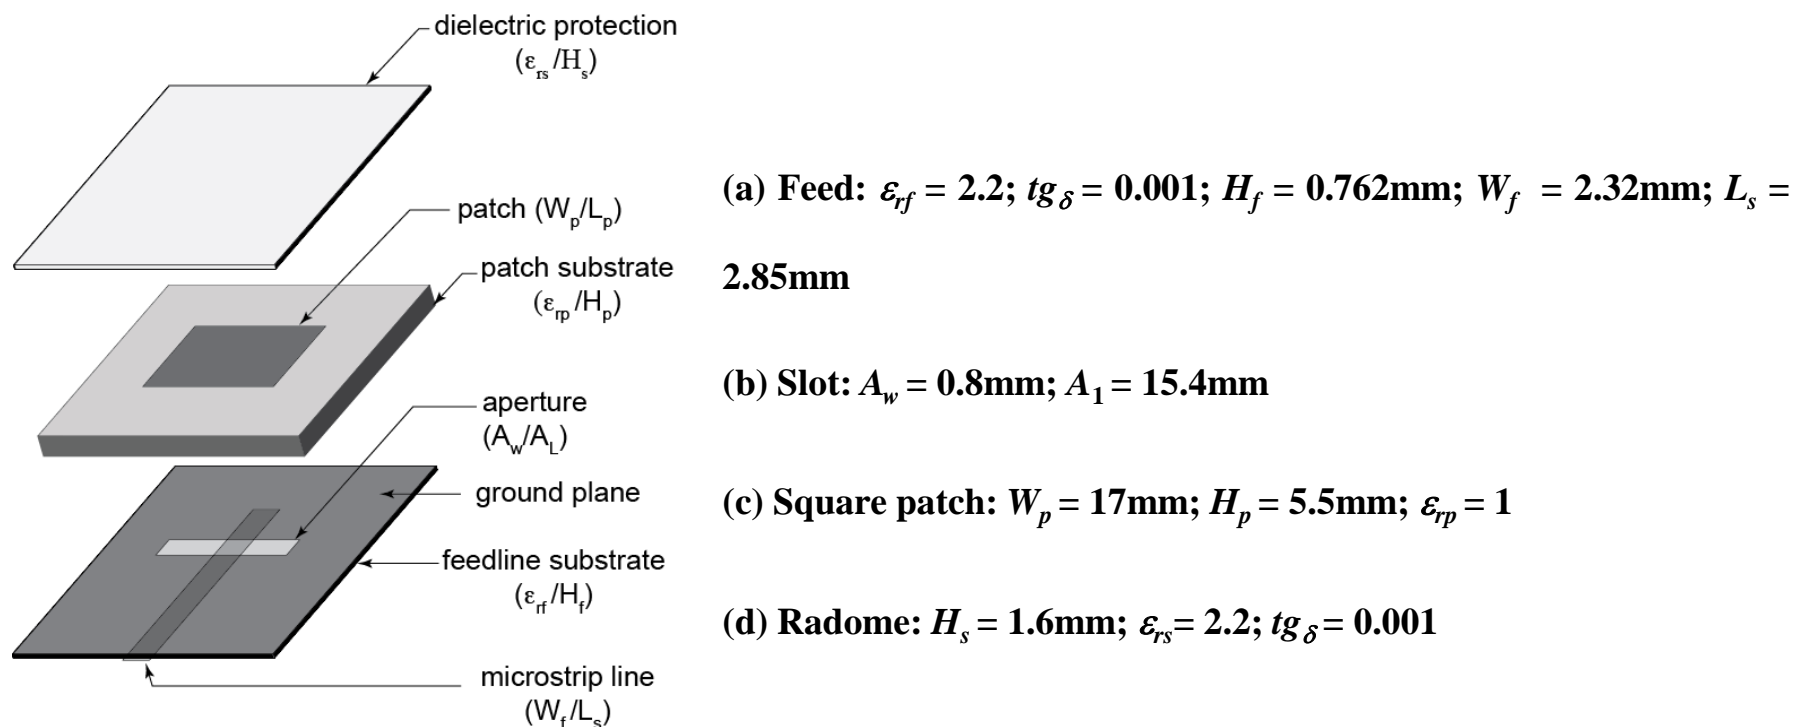 dielectric protection
(εrs/Hs)
patch (Wp/Lp)
patch substrate
(εrp/Hp)
aperture
(Aw/AL)
ground plane
feedline substrate
(εrf/Hf)
microstrip line
(Wf/Ls)
(a) Feed: εrf = 2.2; tgδ = 0.001; Hf = 0.762mm; Wf = 2.32mm; Ls =
2.85mm
(b) Slot: Aw = 0.8mm; A1 = 15.4mm
(c) Square patch: Wp = 17mm; Hp = 5.5mm; εrp = 1
(d) Radome: Hs = 1.6mm; εrs= 2.2; tgδ = 0.001